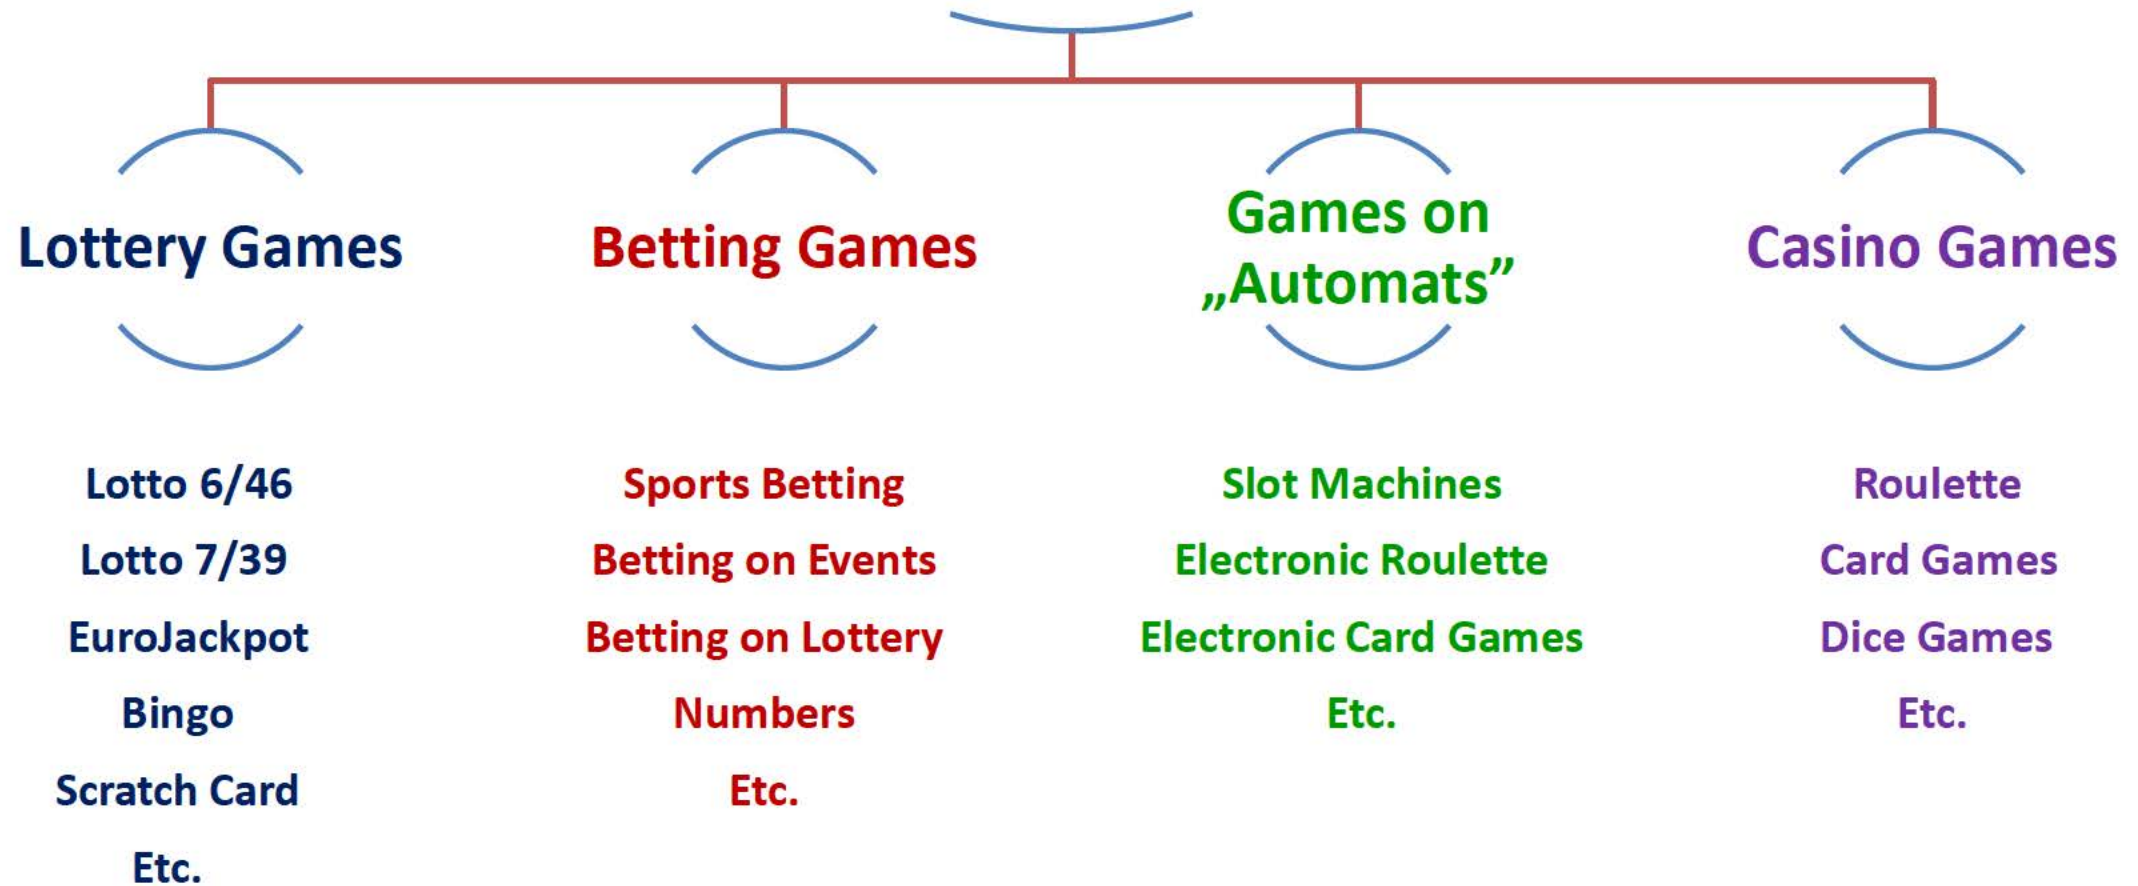 Lottery Games
Betting Games
Games on
„Automats”
Casino Games
Lotto 6/46
Lotto 7/39
EuroJackpot
Bingo
Scratch Card
Etc.
Sports Betting
Betting on Events
Betting on Lottery
Numbers
Etc.
Slot Machines
Electronic Roulette
Electronic Card Games
Etc.
Roulette
Card Games
Dice Games
Etc.